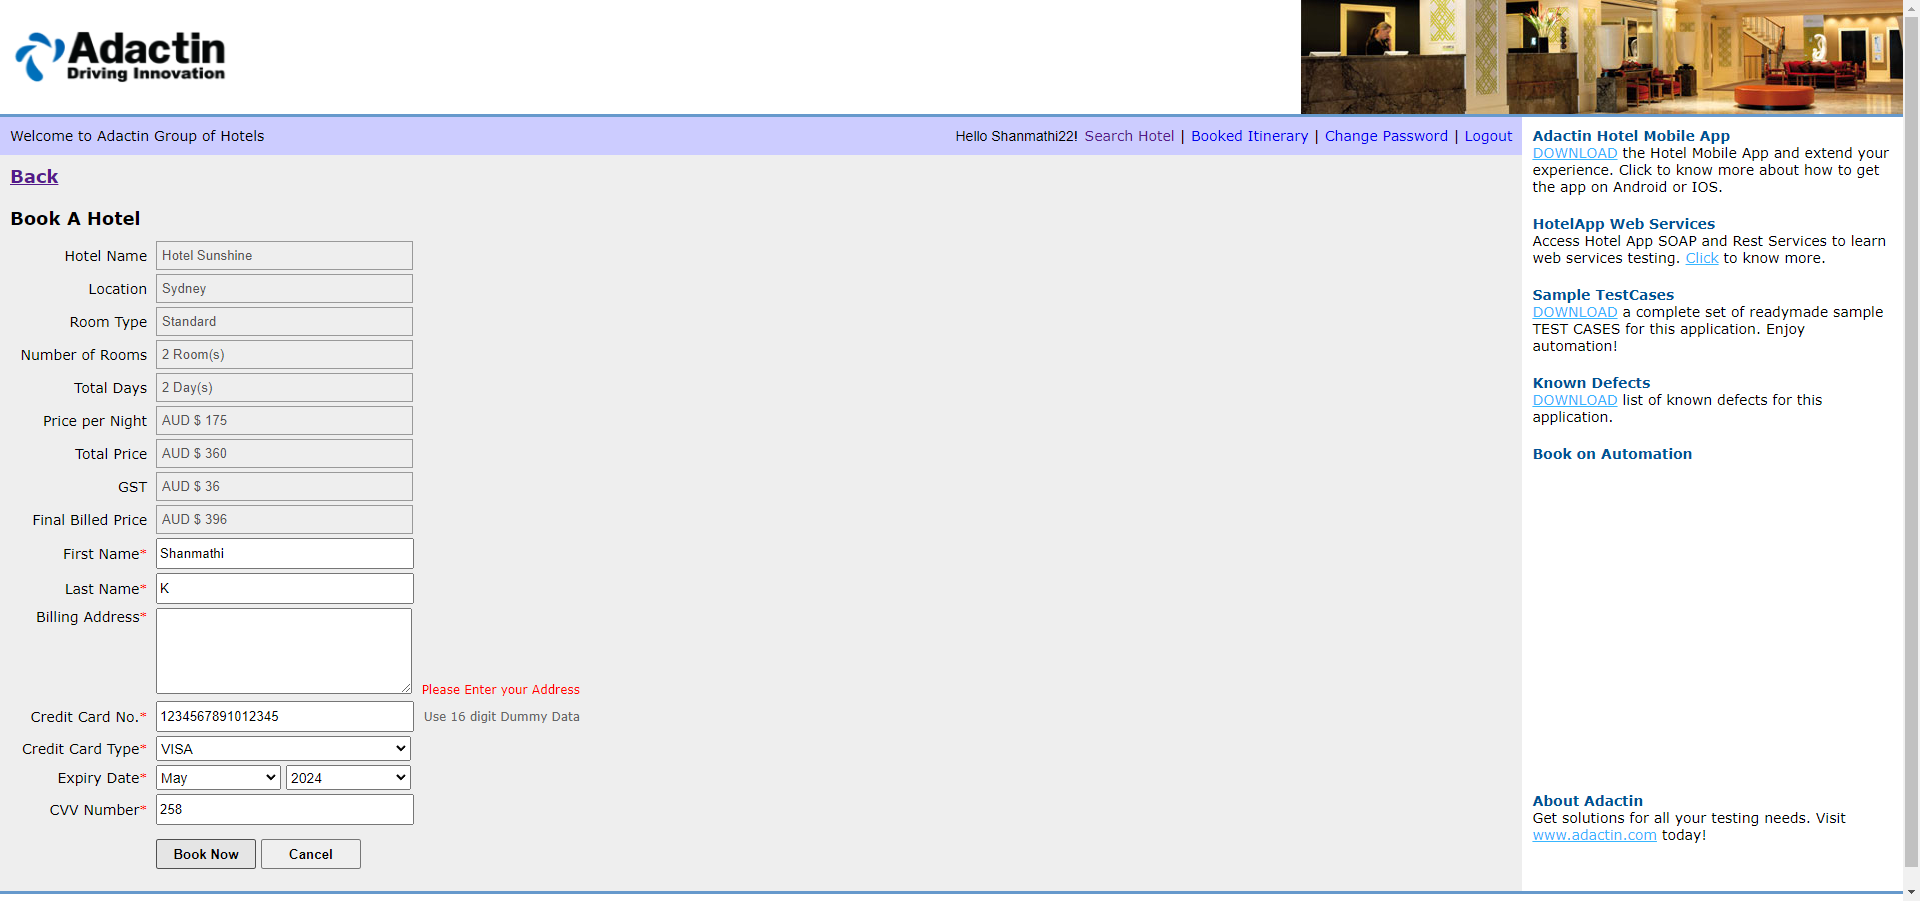 Adactin
Driving Innovation
Welcome to Adactin Group of Hotels
Hello Shanmathi22! Search Hotel | Booked Itinerary | Change Password | Logout
Back
Book A Hotel
Hotel Name Hotel Sunshine
Location Sydney
Room Type Standard
Number of Rooms 2 Room(s)
Total Days 2 Day(s)
Price per Night AUD $ 175
Total Price AUD $ 360
GST AUD $ 36
Final Billed Price AUD $ 396
First Name* Shanmathi
Last Name* K
Billing Address*
Please Enter your Address
Credit Card No.* 1234567891012345 Use 16 digit Dummy Data
Credit Card Type* VISA
Expiry Date* May 2024
CVV Number* 258
Book Now Cancel
Adactin Hotel Mobile App
DOWNLOAD the Hotel Mobile App and extend your
experience. Click to know more about how to get
the app on Android or IOS.
HotelApp Web Services
Access Hotel App SOAP and Rest Services to learn
web services testing. Click to know more.
Sample TestCases
DOWNLOAD a complete set of readymade sample
TEST CASES for this application. Enjoy
automation!
Known Defects
DOWNLOAD list of known defects for this
application.
Book on Automation
About Adactin
Get solutions for all your testing needs. Visit
www.adactin.com today!